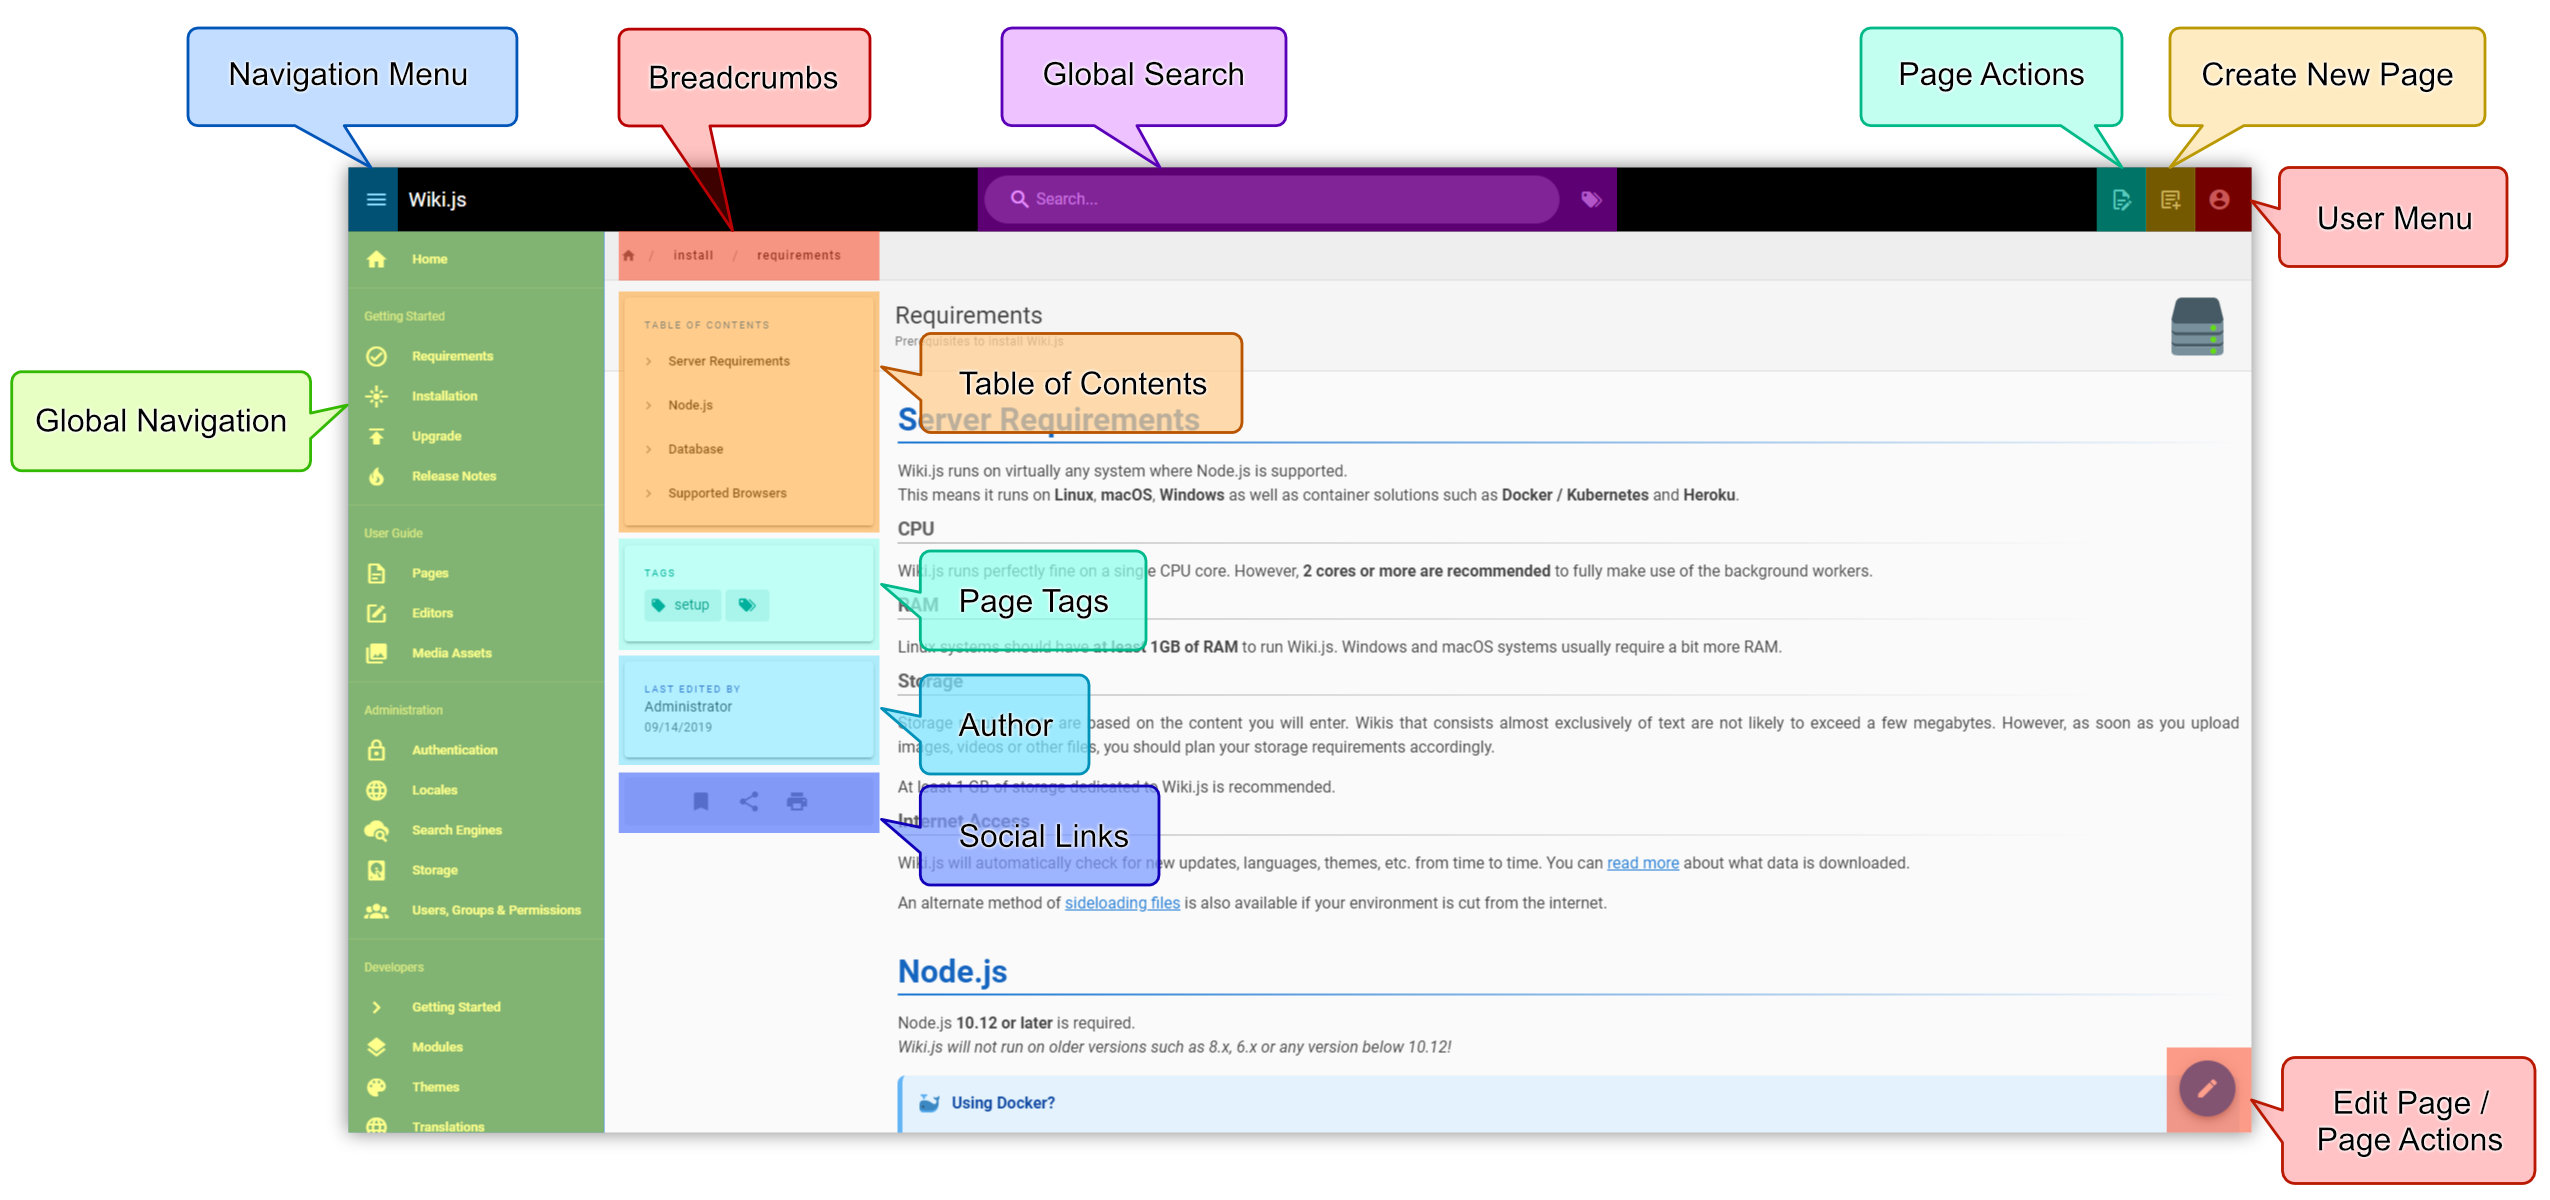 Navigation Menu
Breadcrumbs
Global Search
Page Actions
Create New Page
Wiki.js
Search...
User Menu
Home
Getting Started
Requirements
Installation
Upgrade
Release Notes
User Guide
Pages
Editors
Media Assets
Administration
Authentication
Locales
Search Engines
Storage
Users, Groups & Permissions
Developers
Getting Started
Modules
Themes
Translations
Global Navigation
/ install / requirements
TABLE OF CONTENTS
Server Requirements
Node.js
Database
Supported Browsers
TAGS
setup
LAST EDITED BY
Administrator
09/14/2019
Table of Contents
Page Tags
Author
Social Links
Requirements
Prerequisites to install Wiki.js
Server Requirements
Wiki.js runs on virtually any system where Node.js is supported.
This means it runs on Linux, macOS, Windows as well as container solutions such as Docker / Kubernetes and Heroku.
CPU
Wiki.js runs perfectly fine on a single CPU core. However, 2 cores or more are recommended to fully make use of the background workers.
RAM
Linux systems should have at least 1GB of RAM to run Wiki.js. Windows and macOS systems usually require a bit more RAM.
Storage
Storage are based on the content you will enter. Wikis that consists almost exclusively of text are not likely to exceed a few megabytes. However, as soon as you upload
images, videos or other files, you should plan your storage requirements accordingly.
At least 1 GB of storage dedicated to Wiki.js is recommended.
Internet Access
Wiki.js will automatically check for new updates, languages, themes, etc. from time to time. You can read more about what data is downloaded.
An alternate method of sideloading files is also available if your environment is cut from the internet.
Node.js
Node.js 10.12 or later is required.
Wiki.js will not run on older versions such as 8.x, 6.x or any version below 10.12!
Using Docker?
Edit Page /
Page Actions